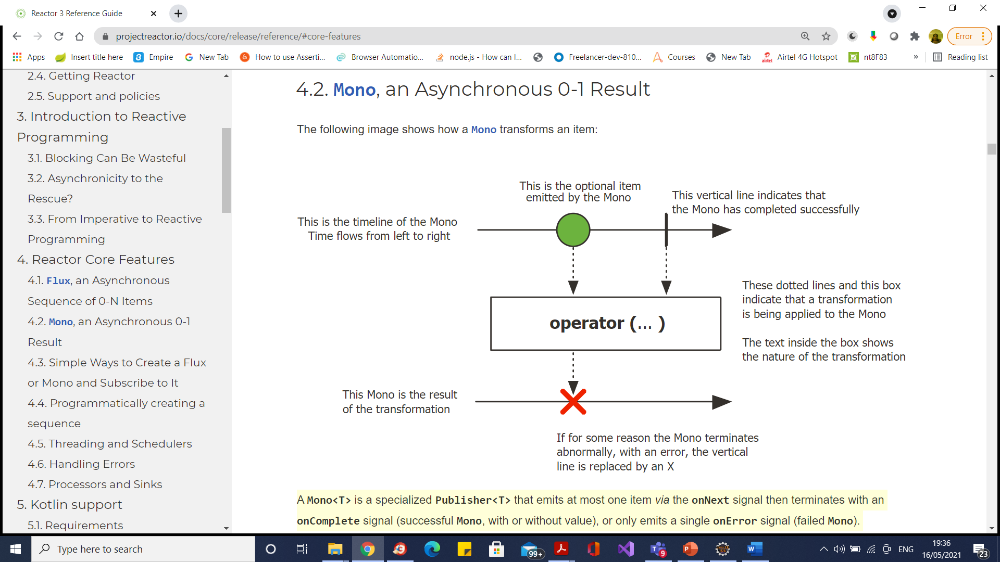 Reactor 3 Reference Guide
projectreactor.io/docs/core/release/reference/#core-features
Error
Apps
Insert title here
Empire
New Tab
How to use Asserti...
Browser Automatio...
node.js - How can I...
Freelancer-dev-810...
Courses
New Tab
Airtel 4G Hotspot
nt8F83
»
Reading list
2.4. Getting Reactor
2.5. Support and policies
3. Introduction to Reactive
Programming
3.1. Blocking Can Be Wasteful
3.2. Asynchronicity to the
Rescue?
3.3. From Imperative to Reactive
Programming
4. Reactor Core Features
4.1. Flux, an Asynchronous
Sequence of 0-N Items
4.2. Mono, an Asynchronous 0-1
Result
4.3. Simple Ways to Create a Flux
or Mono and Subscribe to It
4.4. Programmatically creating a
sequence
4.5. Threading and Schedulers
4.6. Handling Errors
4.7. Processors and Sinks
5. Kotlin support
5.1. Requirements
4.2. Mono, an Asynchronous 0-1 Result
The following image shows how a Mono transforms an item:
This is the optional item
emitted by the Mono
This vertical line indicates that
the Mono has completed successfully
This is the timeline of the Mono
Time flows from left to right
These dotted lines and this box
indicate that a transformation
is being applied to the Mono
operator (... )
The text inside the box shows
the nature of the transformation
This Mono is the result
of the transformation
If for some reason the Mono terminates
abnormally, with an error, the vertical
line is replaced by an X
A Mono<T> is a specialized Publisher<T> that emits at most one item via the onNext signal then terminates with an
onComplete signal (successful Mono, with or without value), or only emits a single onError signal (failed Mono).
Type here to search
99+
9
ENG
19:36
16/05/2021
23